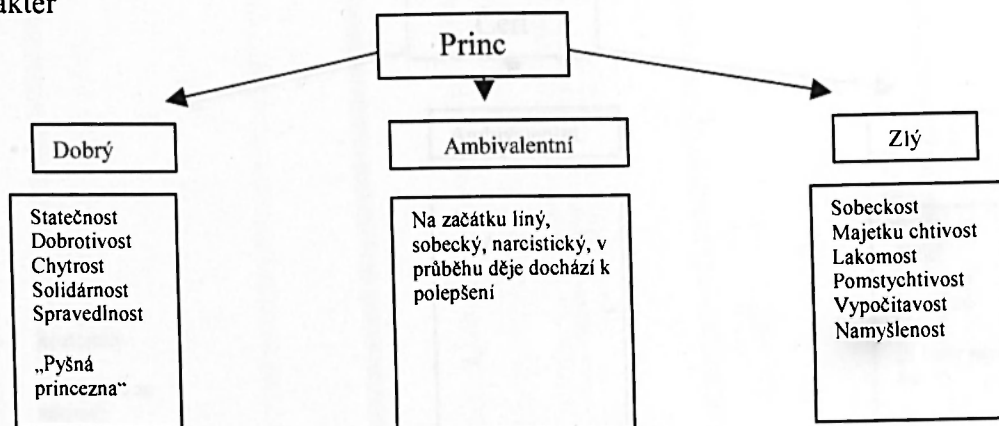 Princ
Dobrý
Ambivalentní
Zlý
Statečnost
Dobrotivost
Chytrost
Solidárnost
Spravedlnost
„Pyšná
princezna“
Na začátku líný,
sobecký, narcistický, v
průběhu děje dochází k
polepšení
Sobeckost
Majetku chtivost
Lakomost
Pomstychtivost
Vypočitavost
Namyšlenost